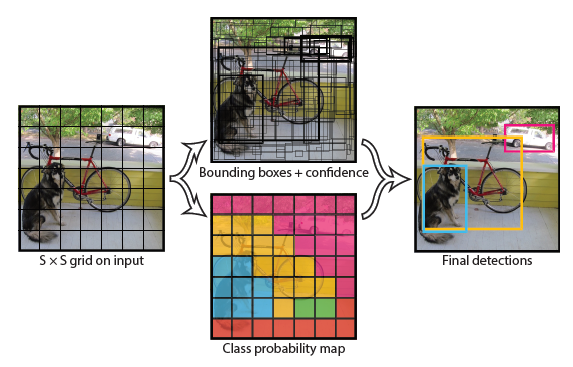 Bounding boxes + confidence
S × S grid on input
Final detections
Class probability map